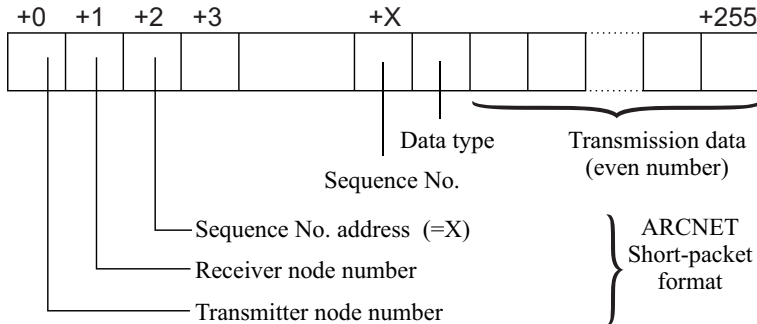 +0 +1 +2 +3 +X +255
Data type
Transmission data
(even number)
Sequence No.
Sequence No. address (=X)
Receiver node number
Transmitter node number
ARCNET
Short-packet
format